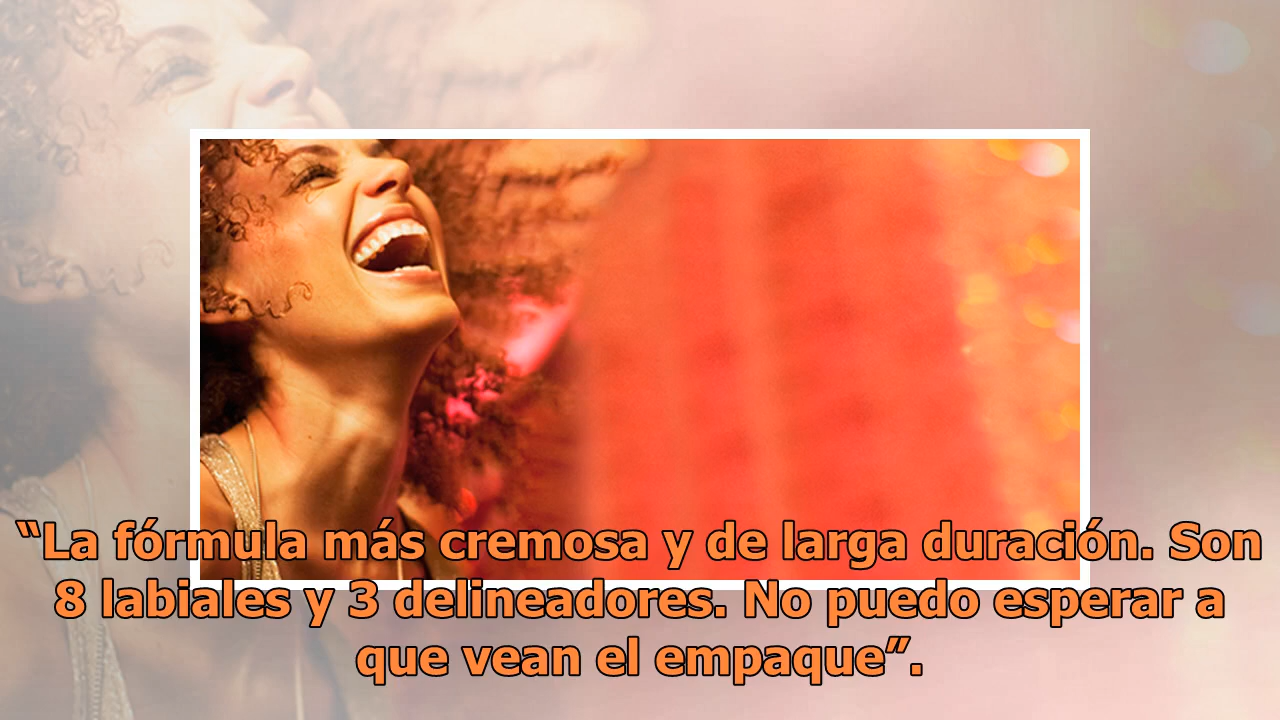 “La fórmula más cremosa y de larga duración. Son
8 labiales y 3 delineadores. No puedo esperar a
que vean el empaque”.